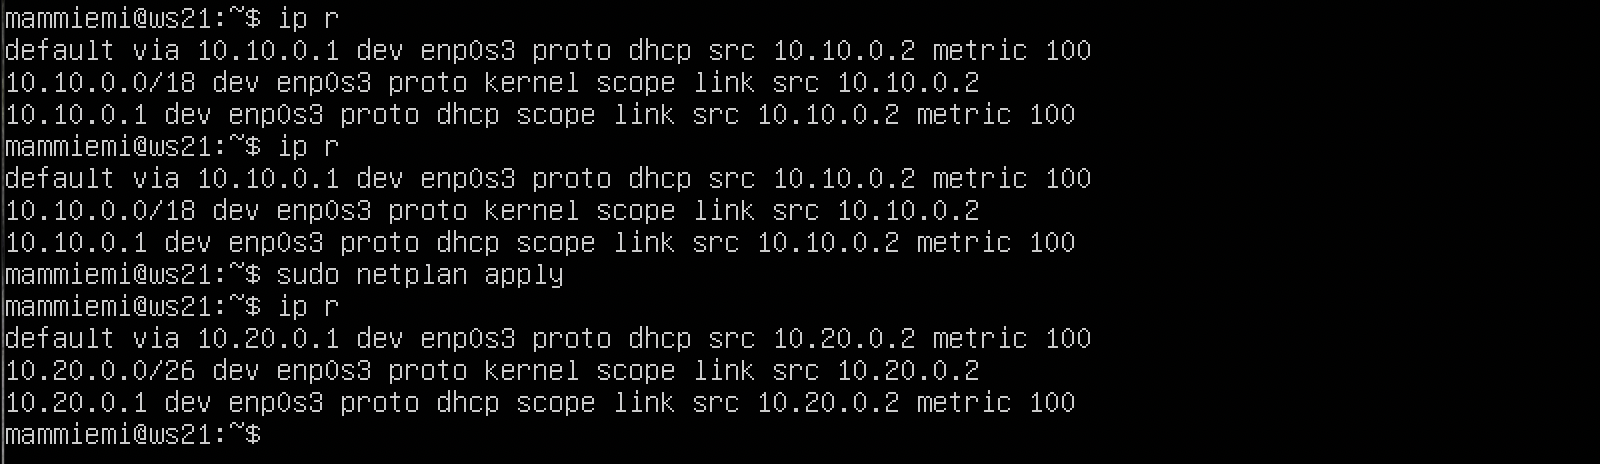 mammiemi@ws21:~$ ip r
default via 10.10.0.1 dev enp0s3 proto dhcp src 10.10.0.2 metric 100
10.10.0.0/18 dev enp0s3 proto kernel scope link src 10.10.0.2
10.10.0.1 dev enp0s3 proto dhcp scope link src 10.10.0.2 metric 100
mammiemi@ws21:~$ ip r
default via 10.10.0.1 dev enp0s3 proto dhcp src 10.10.0.2 metric 100
10.10.0.0/18 dev enp0s3 proto kernel scope link src 10.10.0.2
10.10.0.1 dev enp0s3 proto dhcp scope link src 10.10.0.2 metric 100
mammiemi@ws21:~$ sudo netplan apply
mammiemi@ws21:~$ ip r
default via 10.20.0.1 dev enp0s3 proto dhcp src 10.20.0.2 metric 100
10.20.0.0/26 dev enp0s3 proto kernel scope link src 10.20.0.2
10.20.0.1 dev enp0s3 proto dhcp scope link src 10.20.0.2 metric 100
mammiemi@ws21:~$